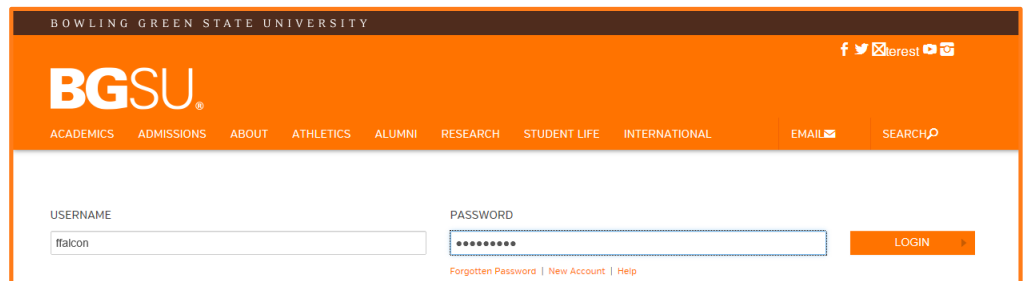 BOWLING GREEN STATE UNIVERSITY
terest
BGSU®
ACADEMICS ADMISSIONS ABOUT ATHLETICS ALUMNI RESEARCH STUDENT LIFE INTERNATIONAL EMAIL SEARCH
USERNAME PASSWORD
ffalcon ●●●●●●●●● LOGIN
Forgotten Password | New Account | Help